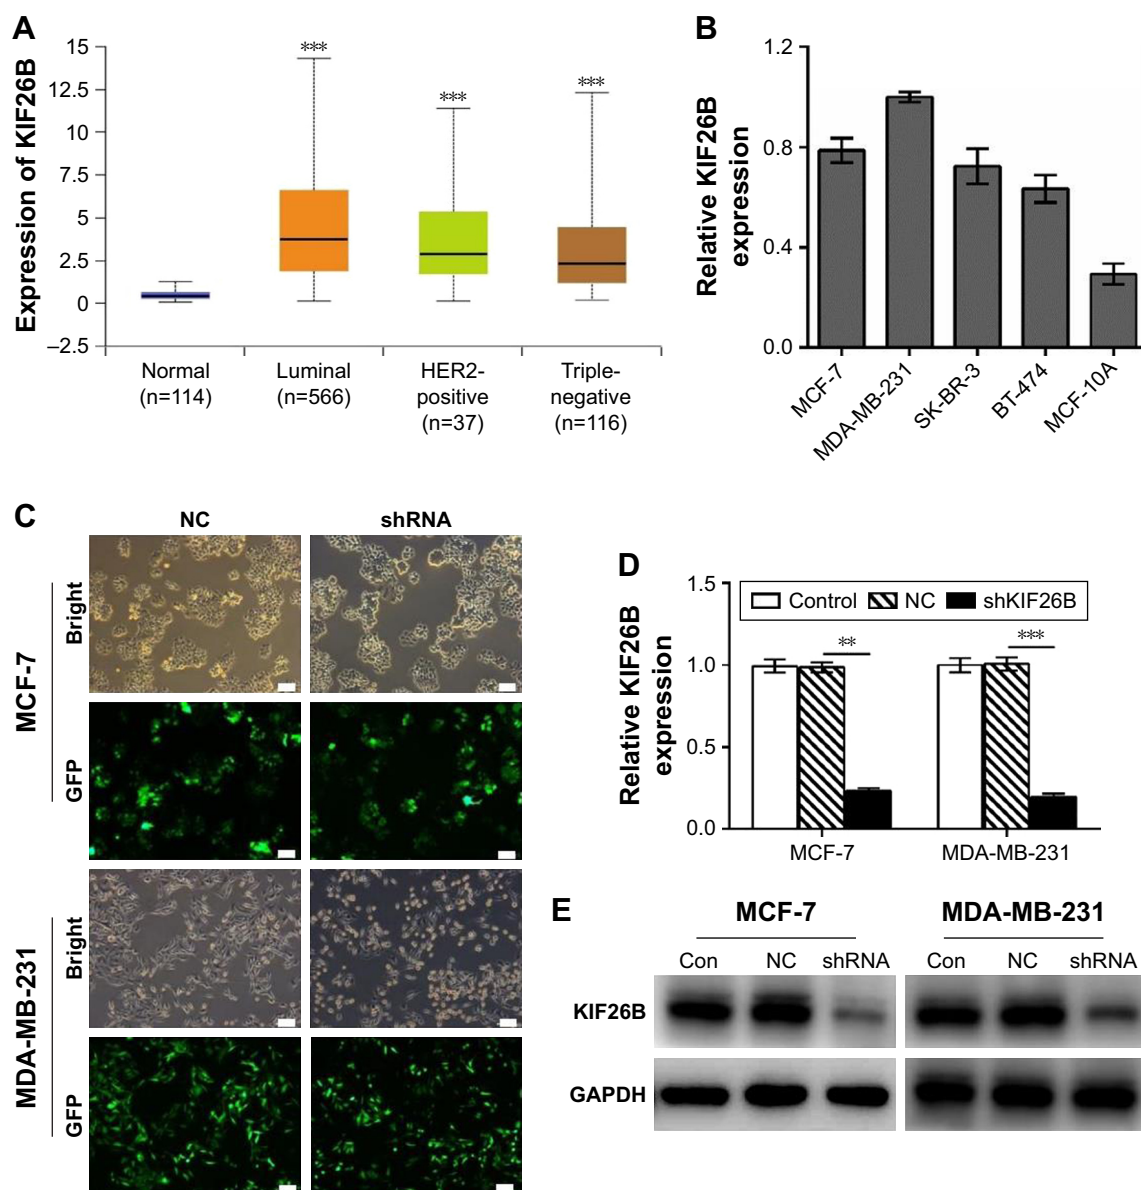 A
Expression of KIF26B
15
12.5
10
7.5
5
2.5
0
–2.5
***
***
***
Normal
(n=114)
Luminal
(n=566)
HER2-
positive
(n=37)
Triple-
negative
(n=116)
B
Relative KIF26B
expression
1.2
0.8
0.4
0.0
MCF-7
MDA-MB-231
SK-BR-3
BT-474
MCF-10A
C
NC
shRNA
MCF-7
Bright
GFP
MDA-MB-231
Bright
GFP
D
Relative KIF26B
expression
1.5
1.0
0.5
0.0
Control
NC
shKIF26B
**
***
MCF-7
MDA-MB-231
E
MCF-7
MDA-MB-231
Con NC shRNA
Con NC shRNA
KIF26B
GAPDH